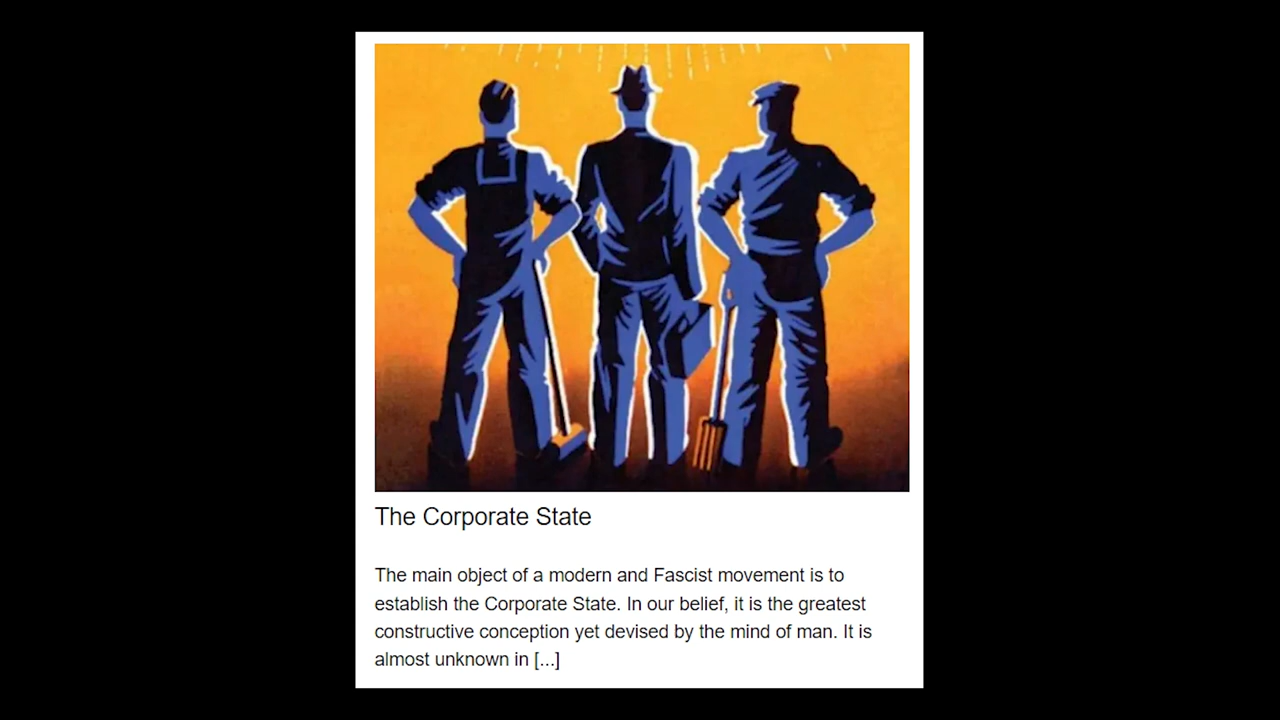 The Corporate State
The main object of a modern and Fascist movement is to
establish the Corporate State. In our belief, it is the greatest
constructive conception yet devised by the mind of man. It is
almost unknown in [...]